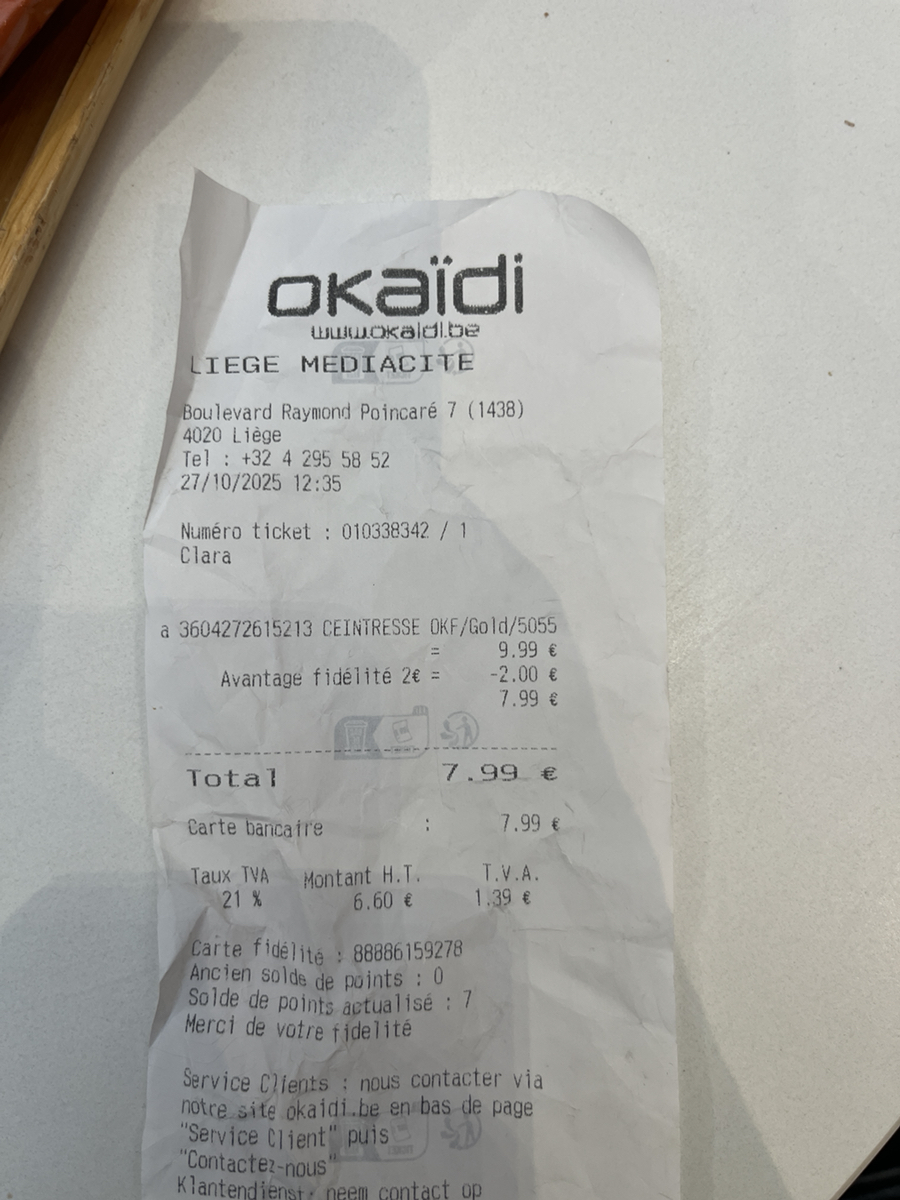 okaïdi
www.okaidi.be
LIEGE MEDIACITE
Boulevard Raymond Poincaré 7 (1438)
4020 Liège
Tel : +32 4 295 58 52
27/10/2025 12:35
Numéro ticket : 010338342 / 1
Clara
a 3604272615213 CEINTRESSE OKF/Gold/5055
= 9.99 €
Avantage fidélité 2€ = -2.00 €
7.99 €
Total 7.99 €
Carte bancaire : 7.99 €
Taux TVA Montant H.T. T.V.A.
21 % 6.60 € 1.39 €
Carte fidélité : 88886159278
Ancien solde de points : 0
Solde de points actualisé : 7
Merci de votre fidelité
Service Clients : nous contacter via
notre site okaidi.be en bas de page
"Service Client" puis
"Contactez-nous"
Klantendienst: neem contact op